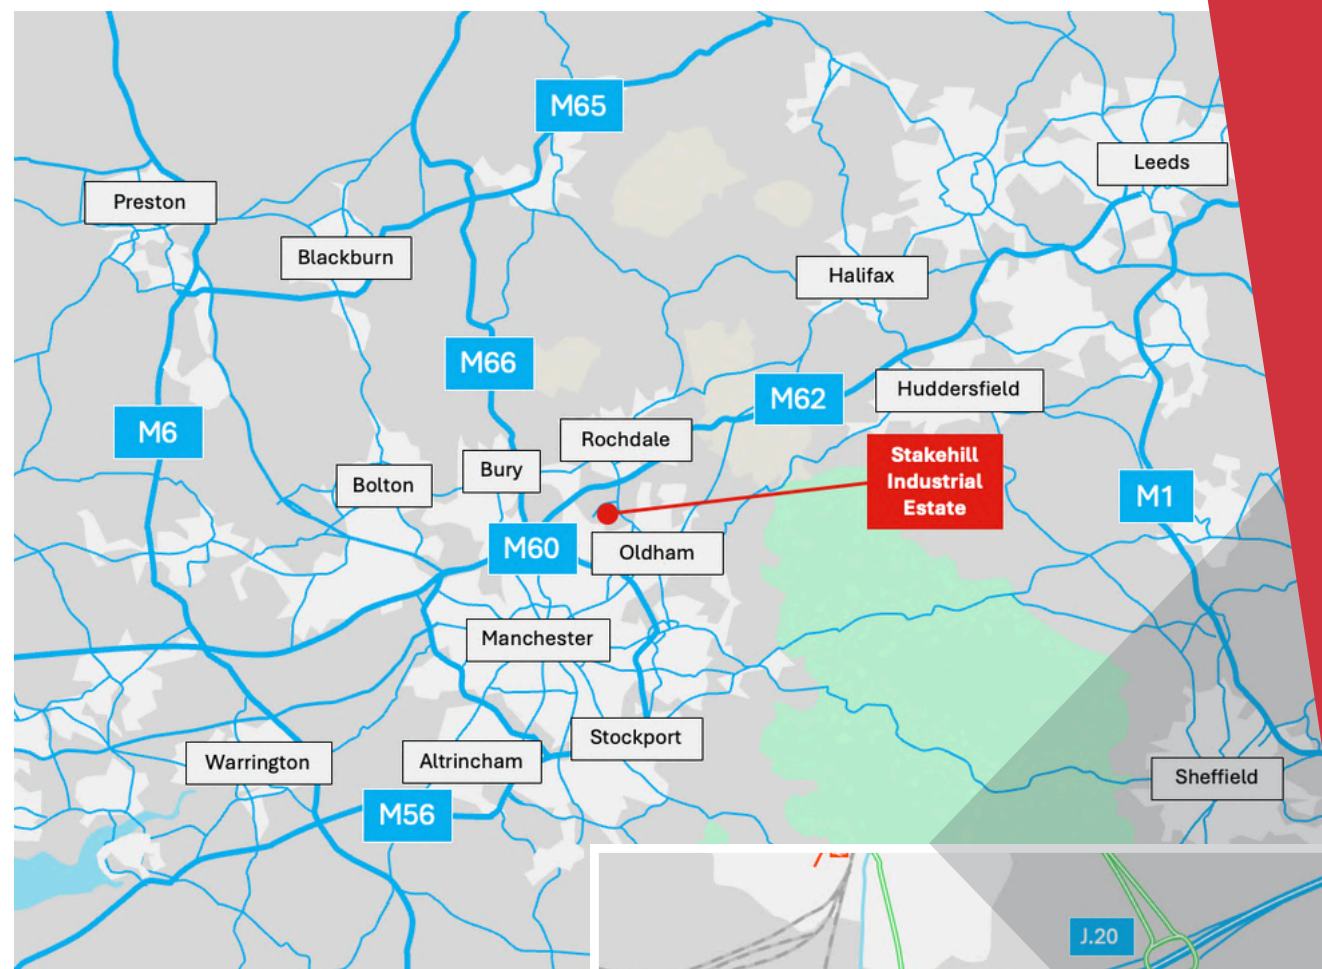 M65
Leeds
Preston
Blackburn
Halifax
M66
M62
Huddersfield
M6
Rochdale
Stakehill
Industrial
Estate
Bury
Bolton
M1
M60
Oldham
Manchester
Stockport
Altrincham
Warrington
Sheffield
M56
J.20